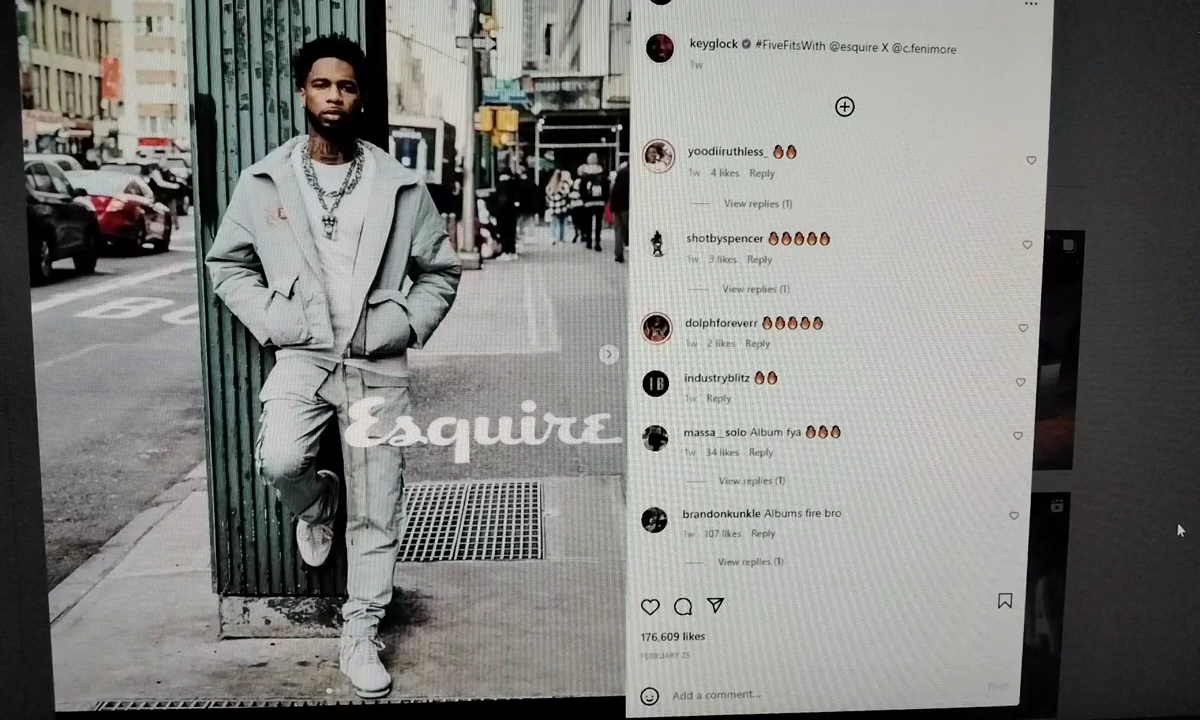 BU
Esquire
keyglock #FiveFitsWith @esquire X @c.fenimore
1w
yoodiiruthless_ 🔥🔥
1w 4 likes Reply
View replies (1)
shotbyspencer 🔥🔥🔥🔥🔥
1w 3 likes Reply
View replies (1)
dolphforeverr 🔥🔥🔥🔥🔥
1w 2 likes Reply
industryblitz 🔥🔥
1w Reply
massa__solo Album fya 🔥🔥🔥
1w 34 likes Reply
View replies (1)
brandonkunkle Albums fire bro
1w 107 likes Reply
View replies (1)
176,609 likes
FEBRUARY 25
Add a comment...
Post